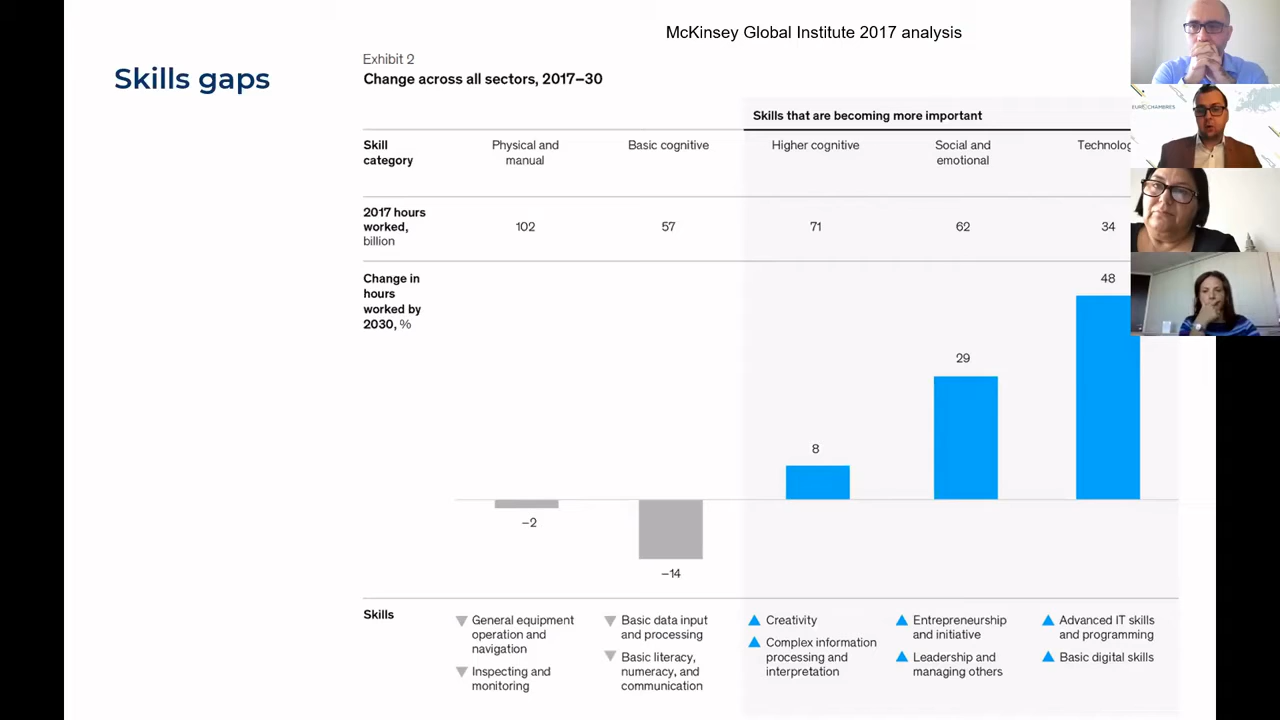 McKinsey Global Institute 2017 analysis
Skills gaps
Exhibit 2
Change across all sectors, 2017–30
Skills that are becoming more important
Skill
category
Physical and
manual
Basic cognitive
Higher cognitive
Social and
emotional
2017 hours
worked,
billion
102
57
71
62
34
Change in
hours
worked by
2030, %
48
29
8
–2
–14
Skills
General equipment
operation and
navigation
Inspecting and
monitoring
Basic data input
and processing
Basic literacy,
numeracy, and
communication
Creativity
Complex information
processing and
interpretation
Entrepreneurship
and initiative
Leadership and
managing others
Advanced IT skills
and programming
Basic digital skills